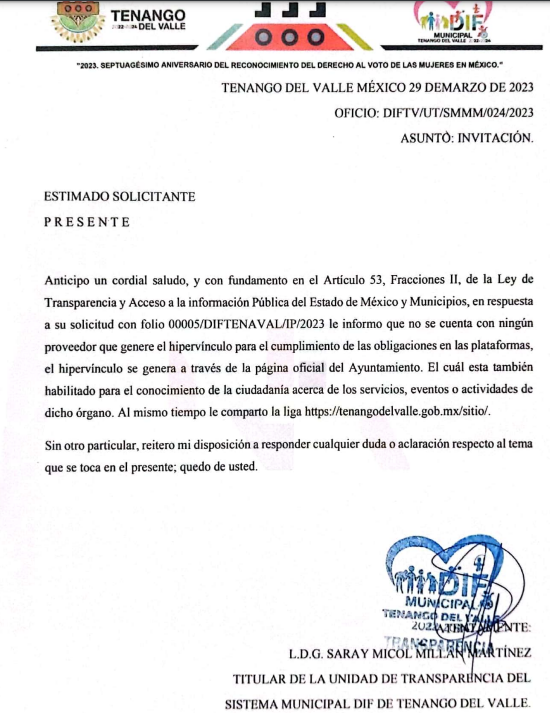 TENANGO
DEL VALLE
2022-2024
DIF
MUNICIPAL
TENANGO DEL VALLE 2022-2024
"2023. SEPTUAGÉSIMO ANIVERSARIO DEL RECONOCIMIENTO DEL DERECHO AL VOTO DE LAS MUJERES EN MÉXICO."
TENANGO DEL VALLE MÉXICO 29 DEMARZO DE 2023
OFICIO: DIFTV/UT/SMMM/024/2023
ASUNTO: INVITACIÓN.
ESTIMADO SOLICITANTE
P R E S E N T E
Anticipo un cordial saludo, y con fundamento en el Artículo 53, Fracciones II, de la Ley de
Transparencia y Acceso a la información Pública del Estado de México y Municipios, en respuesta
a su solicitud con folio 00005/DIFTENAVAL/IP/2023 le informo que no se cuenta con ningún
proveedor que genere el hipervínculo para el cumplimiento de las obligaciones en las plataformas,
el hipervínculo se genera a través de la página oficial del Ayuntamiento. El cuál esta también
habilitado para el conocimiento de la ciudadanía acerca de los servicios, eventos o actividades de
dicho órgano. Al mismo tiempo le comparto la liga https://tenangodelvalle.gob.mx/sitio/.
Sin otro particular, reitero mi disposición a responder cualquier duda o aclaración respecto al tema
que se toca en el presente; quedo de usted.
DIF
MUNICIPAL
TENANGO DEL VALLE
ATENTAMENTE:
TRANSPARENCIA
L.D.G. SARAY MICOL MILLAN MARTÍNEZ
TITULAR DE LA UNIDAD DE TRANSPARENCIA DEL
SISTEMA MUNICIPAL DIF DE TENANGO DEL VALLE.